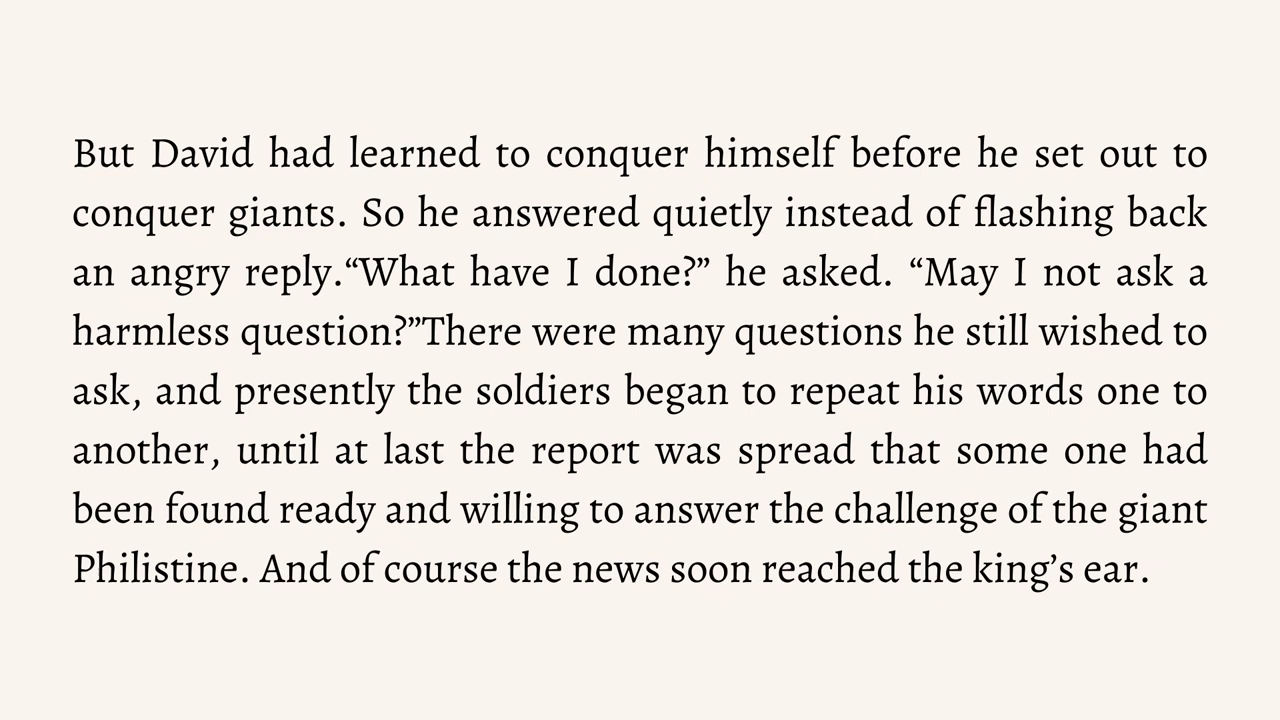 But David had learned to conquer himself before he set out to
conquer giants. So he answered quietly instead of flashing back
an angry reply.“What have I done?” he asked. “May I not ask a
harmless question?”There were many questions he still wished to
ask, and presently the soldiers began to repeat his words one to
another, until at last the report was spread that some one had
been found ready and willing to answer the challenge of the giant
Philistine. And of course the news soon reached the king’s ear.